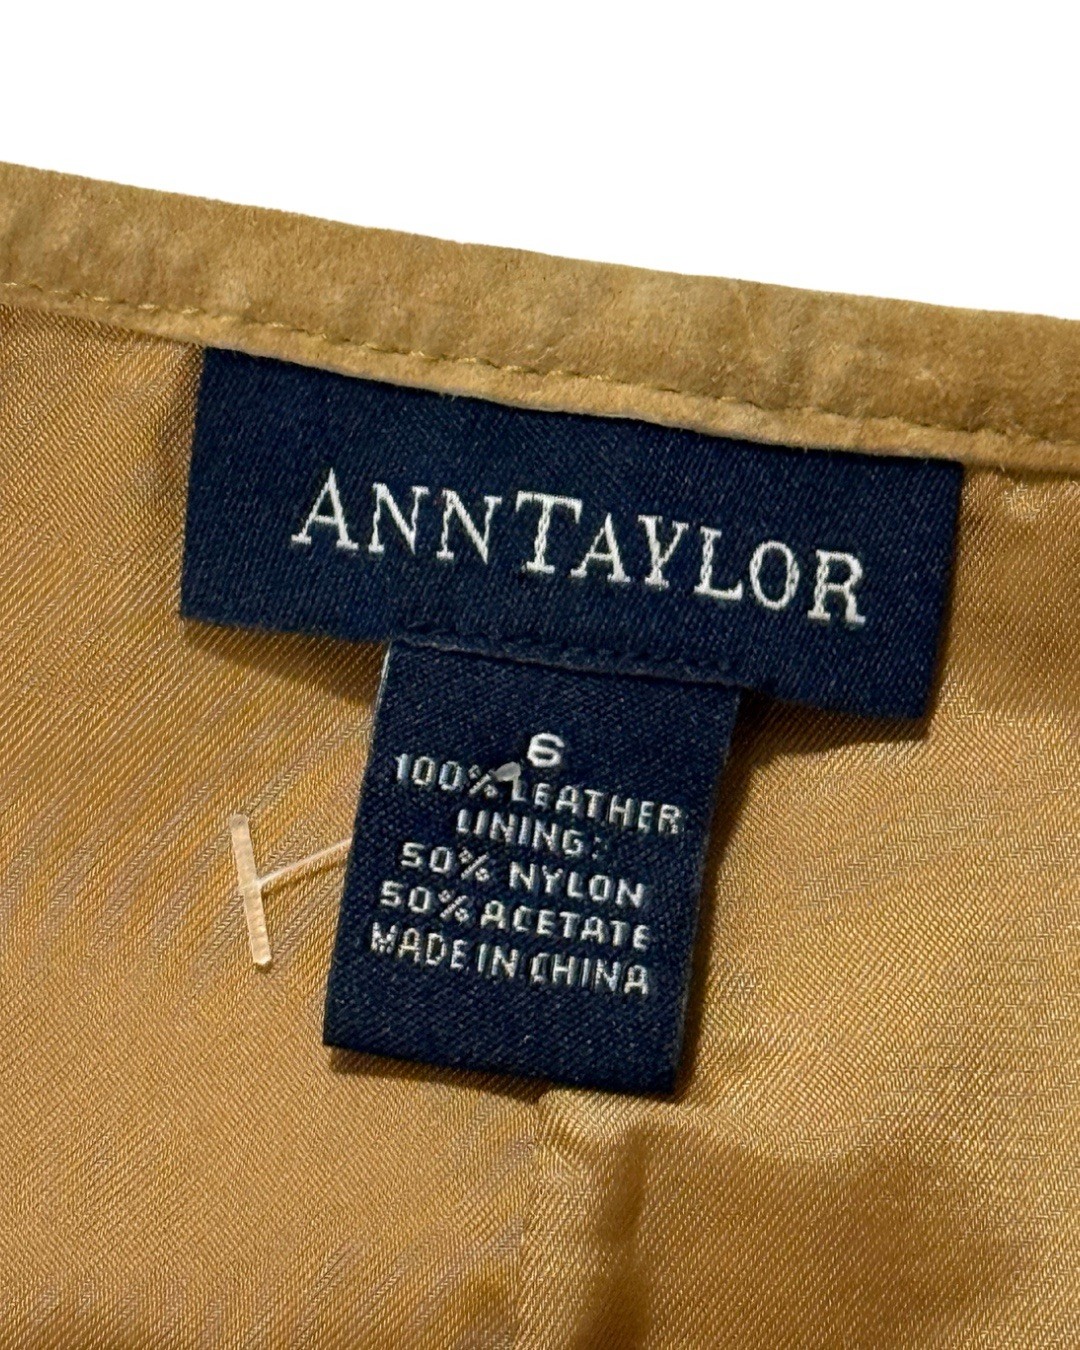 ANNTAYLOR
6
100% LEATHER
LINING:
50% NYLON
50% ACETATE
MADE IN CHINA